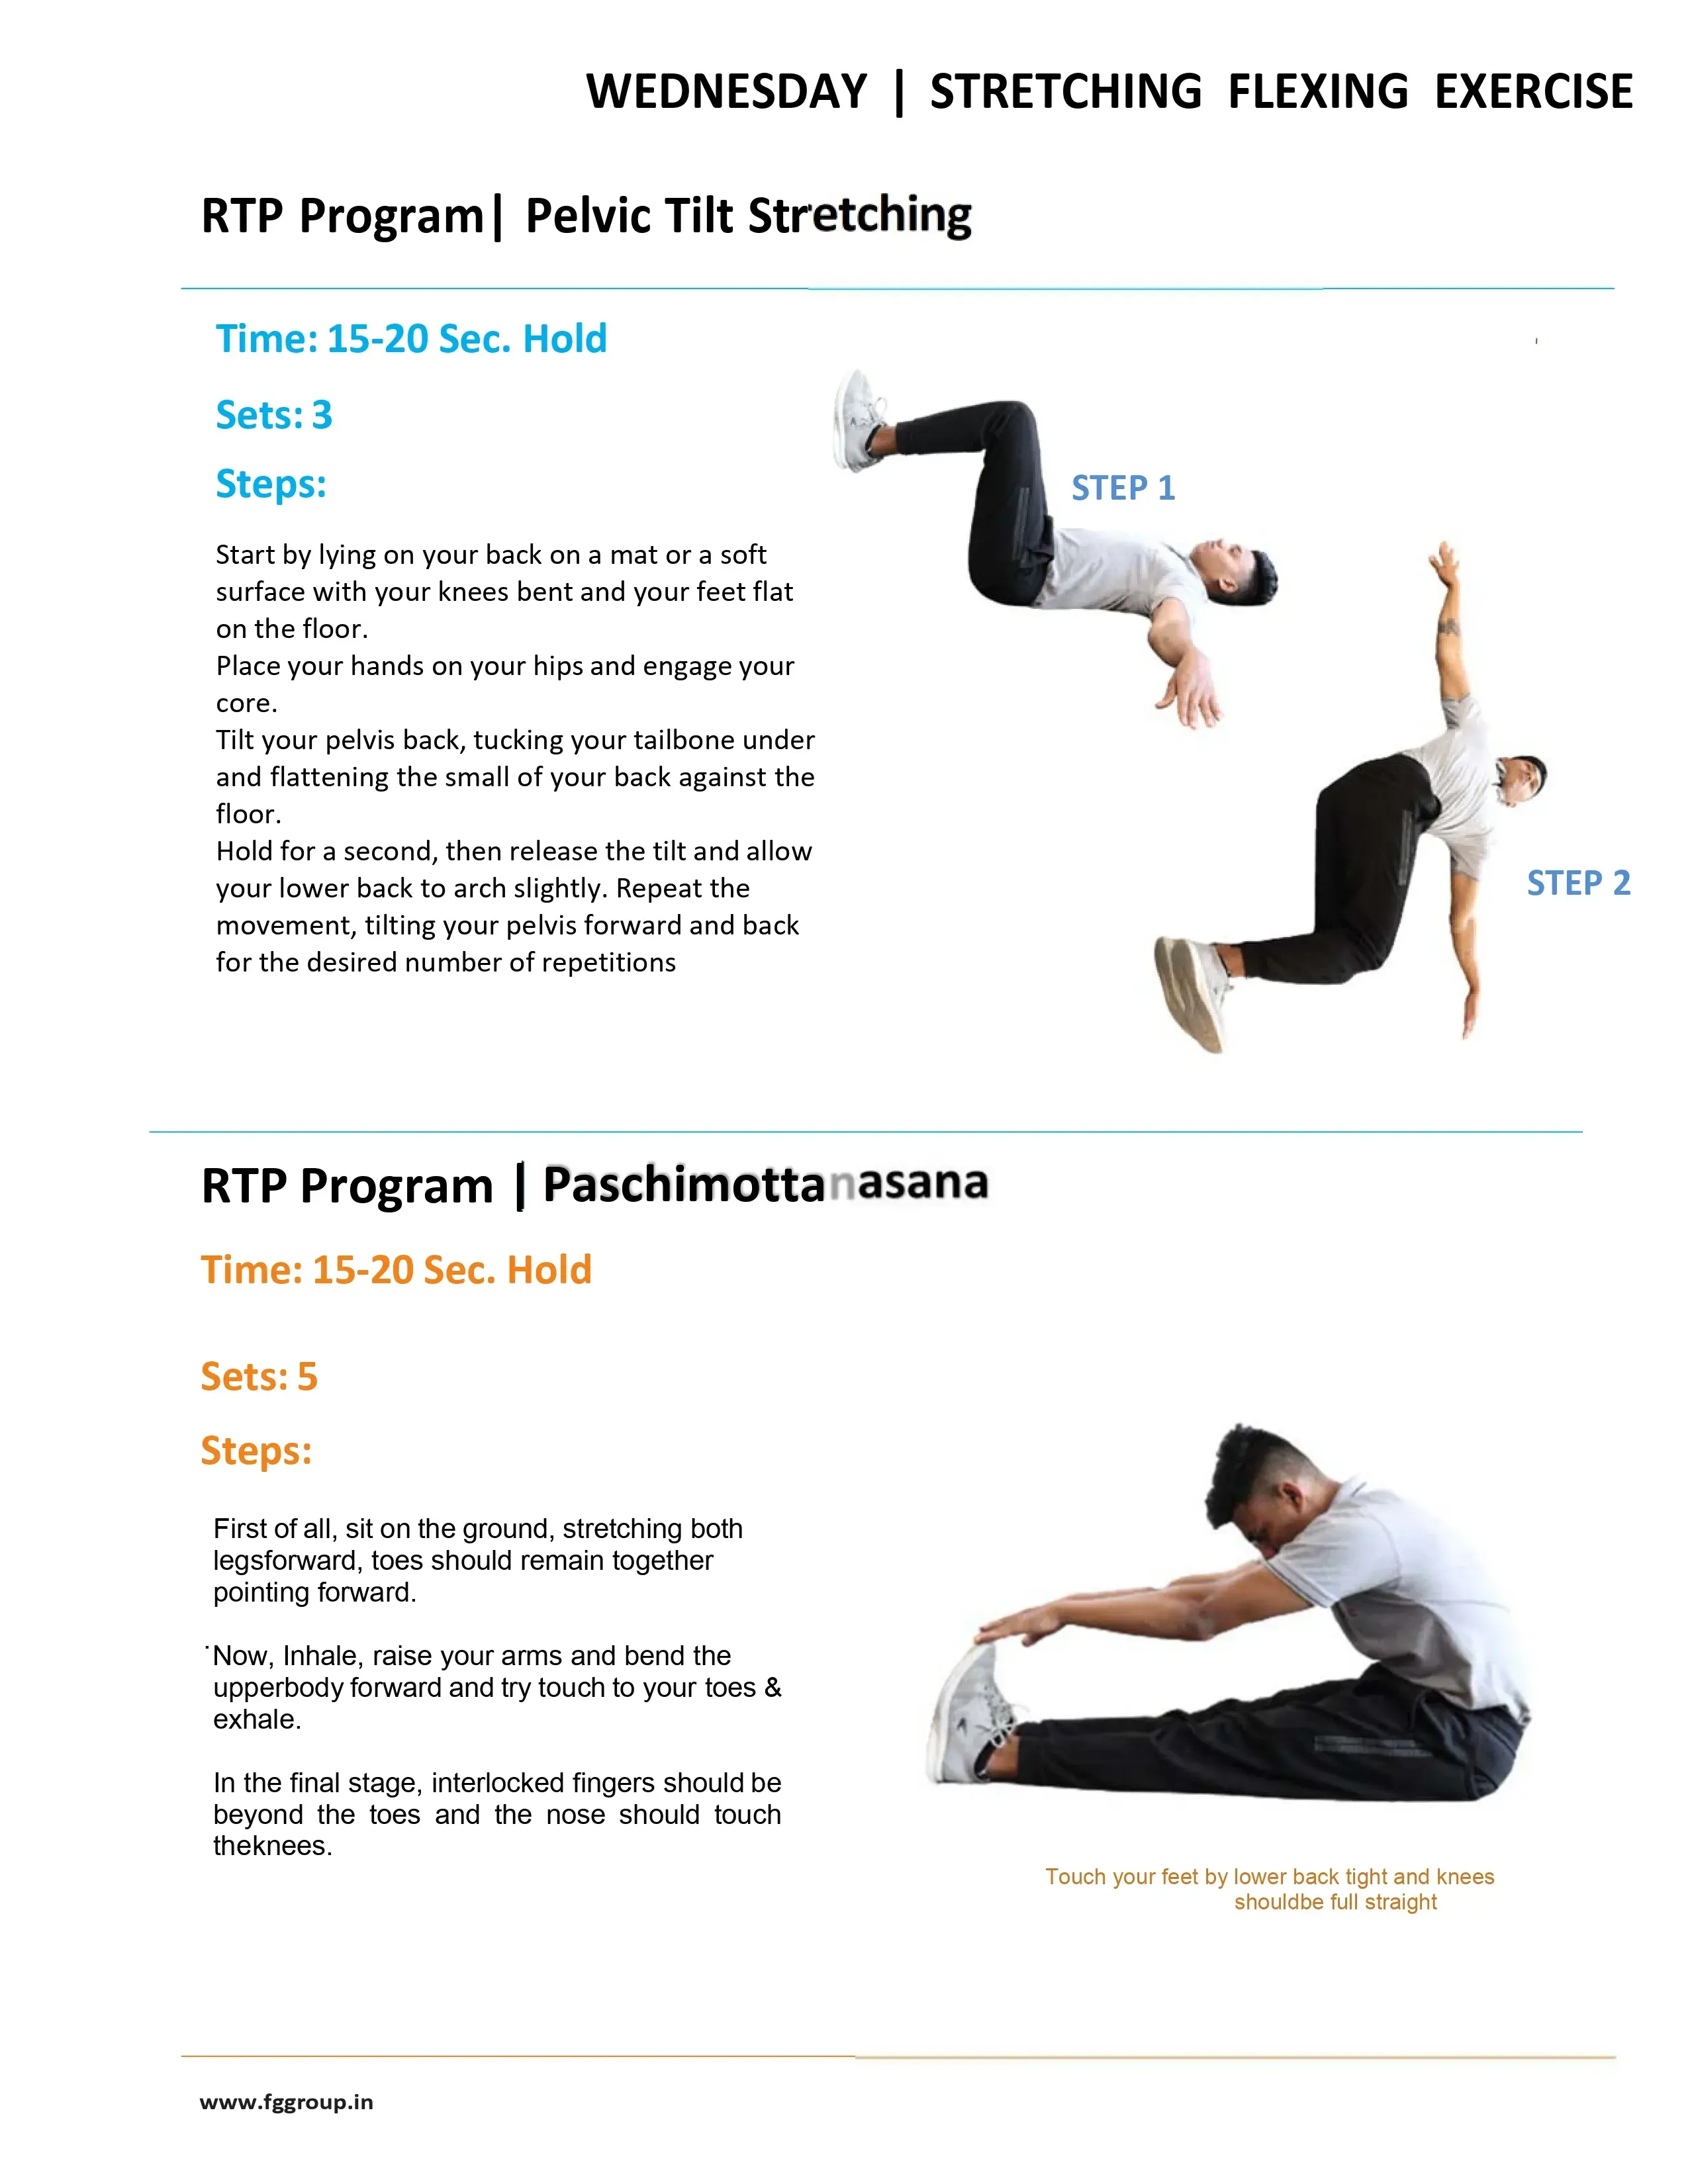 WEDNESDAY | STRETCHING FLEXING EXERCISE
RTP Program| Pelvic Tilt Stretching
Time: 15-20 Sec. Hold
Sets: 3
Steps:
STEP 1
Start by lying on your back on a mat or a soft
surface with your knees bent and your feet flat
on the floor.
Place your hands on your hips and engage your
core.
Tilt your pelvis back, tucking your tailbone under
and flattening the small of your back against the
floor.
Hold for a second, then release the tilt and allow
your lower back to arch slightly. Repeat the
movement, tilting your pelvis forward and back
for the desired number of repetitions
STEP 2
RTP Program | Paschimottanasana
Time: 15-20 Sec. Hold
Sets: 5
Steps:
First of all, sit on the ground, stretching both
legsforward, toes should remain together
pointing forward.
Now, Inhale, raise your arms and bend the
upperbody forward and try touch to your toes &
exhale.
In the final stage, interlocked fingers should be
beyond the toes and the nose should touch
theknees.
Touch your feet by lower back tight and knees
shouldbe full straight
www.fggroup.in